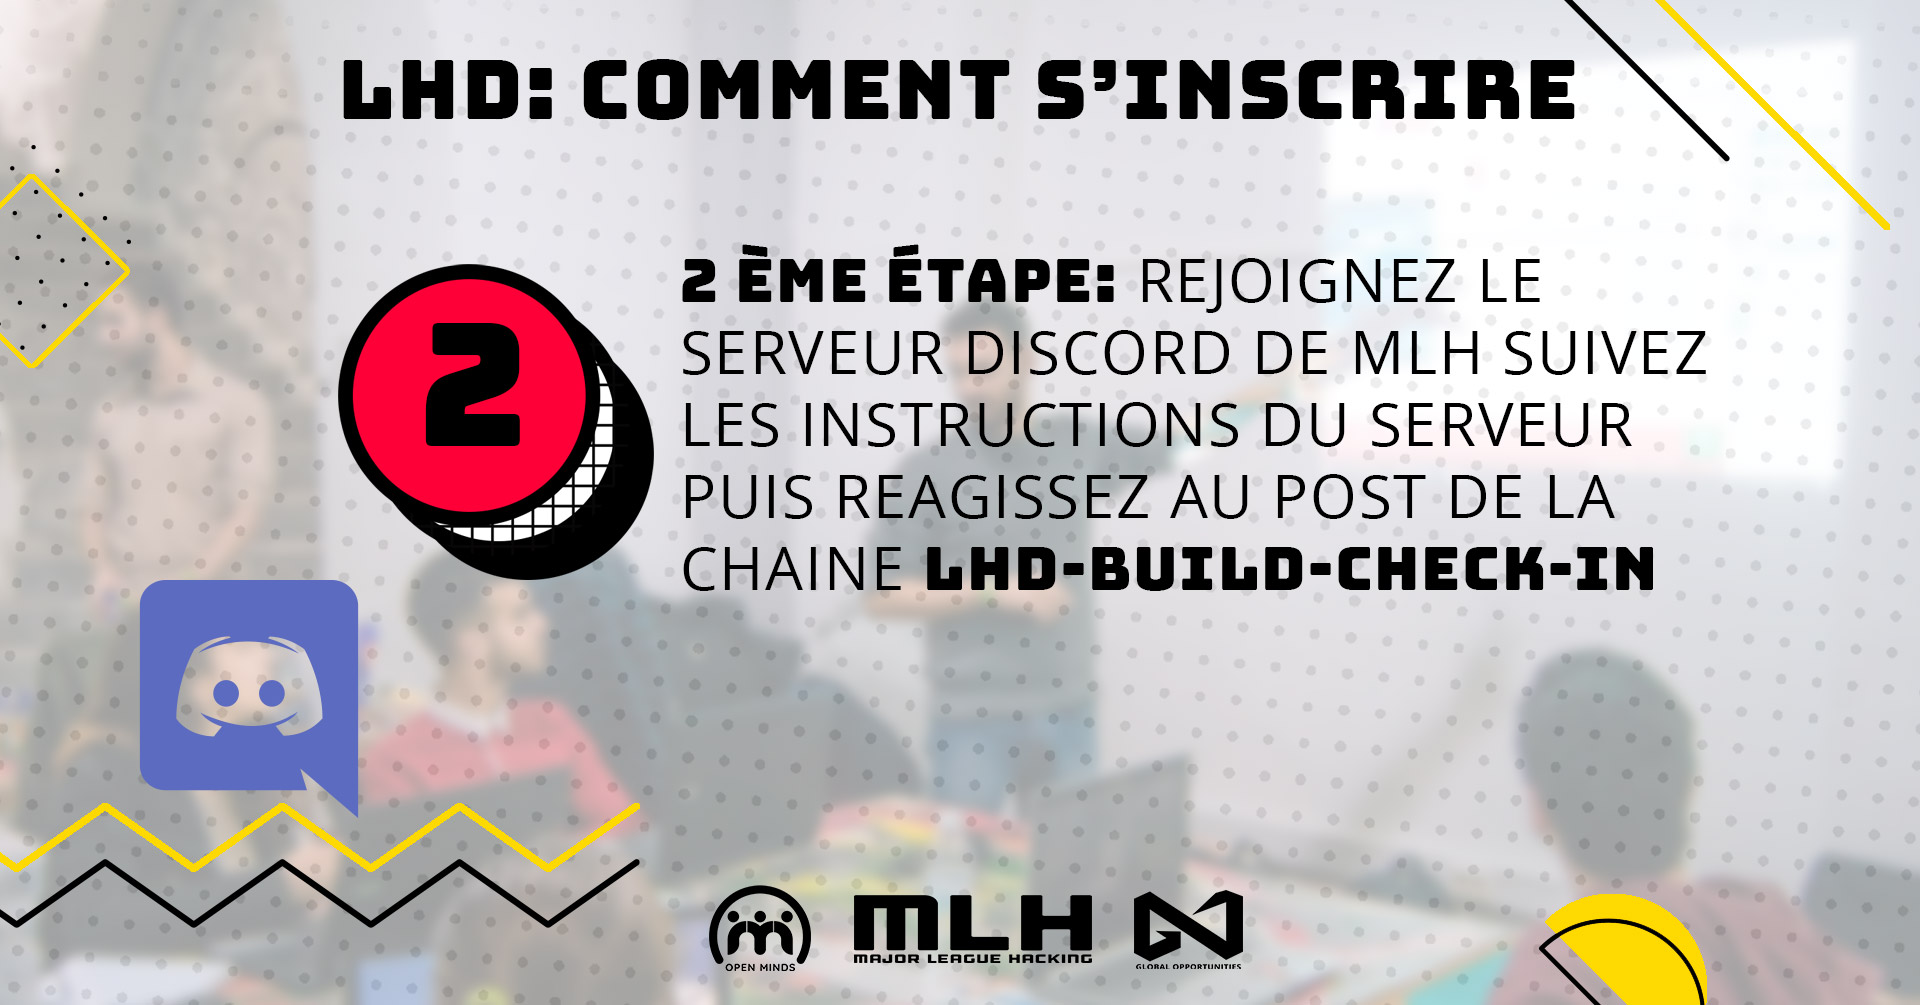 LHD: COMMENT S’INSCRIRE
2
2 ÈME ÉTAPE: REJOIGNEZ LE
SERVEUR DISCORD DE MLH SUIVEZ
LES INSTRUCTIONS DU SERVEUR
PUIS REAGISSEZ AU POST DE LA
CHAINE LHD-BUILD-CHECK-IN
OPEN MINDS
MLH
MAJOR LEAGUE HACKING
GLOBAL OPPORTUNITIES